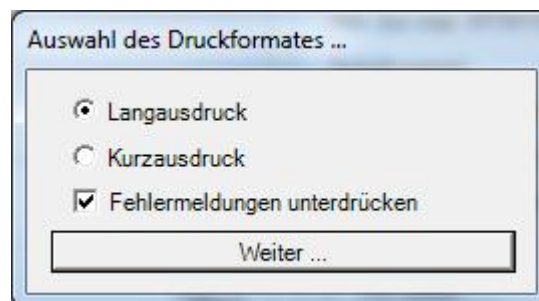 Auswahl des Druckformates ...
Langausdruck
Kurzausdruck
Fehlermeldungen unterdrücken
Weiter ...